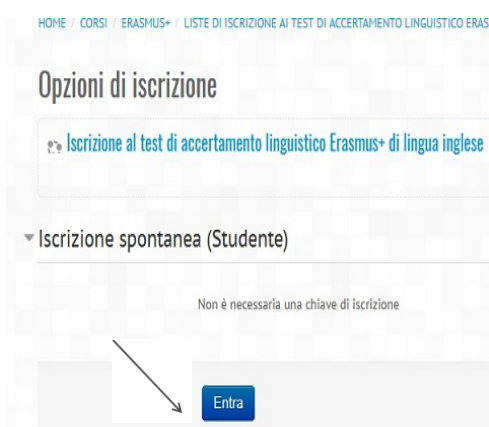 HOME / CORSI / ERASMUS+ / LISTE DI ISCRIZIONE AI TEST DI ACCERTAMENTO LINGUISTICO ERAS
Opzioni di iscrizione
Iscrizione al test di accertamento linguistico Erasmus+ di lingua inglese
Iscrizione spontanea (Studente)
Non è necessaria una chiave di iscrizione
Entra